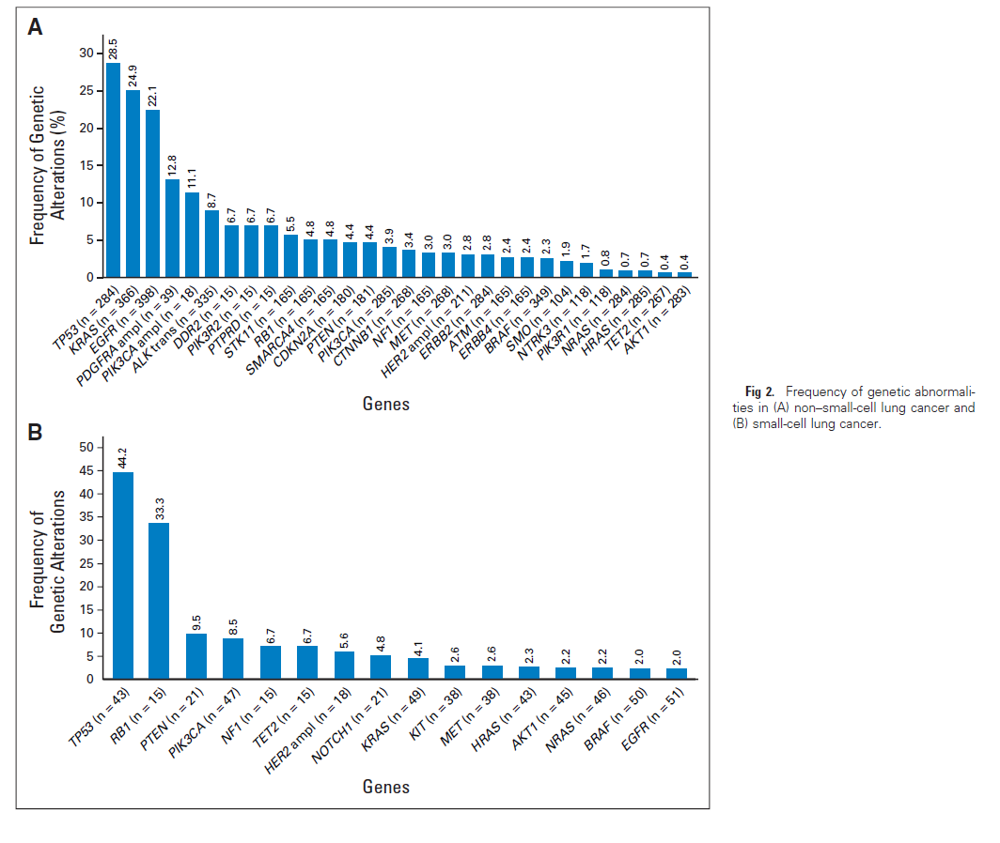 A
Frequency of Genetic
Alterations (%)
30
25
20
15
10
5
0
28.5
24.9
22.1
12.8
11.1
8.7
6.7
6.7
6.7
5.5
4.8
4.8
4.4
4.4
3.9
3.4
3.0
3.0
2.8
2.8
2.4
2.4
2.3
1.9
1.7
0.8
0.7
0.7
0.4
0.4
TP53 (n = 284)
KRAS (n = 366)
EGFR (n = 398)
PDGFRA ampl (n = 39)
PIK3CA ampl (n = 18)
ALK trans (n = 335)
DDR2 (n = 15)
PIK3R2 (n = 15)
PTPRD (n = 15)
STK11 (n = 165)
RB1 (n = 165)
SMARCA4 (n = 165)
CDKN2A (n = 180)
PTEN (n = 181)
PIK3CA (n = 285)
CTNNB1 (n = 268)
NF1 (n = 165)
MET (n = 268)
HER2 ampl (n = 211)
ERBB2 (n = 284)
ATM (n = 165)
ERBB4 (n = 165)
BRAF (n = 349)
SMO (n = 104)
NTRK3 (n = 118)
PIK3R1 (n = 118)
NRAS (n = 284)
HRAS (n = 285)
TET2 (n = 267)
AKT1 (n = 283)
Genes
B
Frequency of
Genetic Alterations
50
45
40
35
30
25
20
15
10
5
0
44.2
33.3
9.5
8.5
6.7
6.7
5.6
4.8
4.1
2.6
2.6
2.3
2.2
2.2
2.0
2.0
TP53 (n = 43)
RB1 (n = 15)
PTEN (n = 21)
PIK3CA (n = 47)
NF1 (n = 15)
TET2 (n = 15)
HER2 ampl (n = 18)
NOTCH1 (n = 21)
KRAS (n = 49)
KIT (n = 38)
MET (n = 38)
HRAS (n = 43)
AKT1 (n = 45)
NRAS (n = 46)
BRAF (n = 50)
EGFR (n = 51)
Genes
Fig 2. Frequency of genetic abnormali-
ties in (A) non–small-cell lung cancer and
(B) small-cell lung cancer.